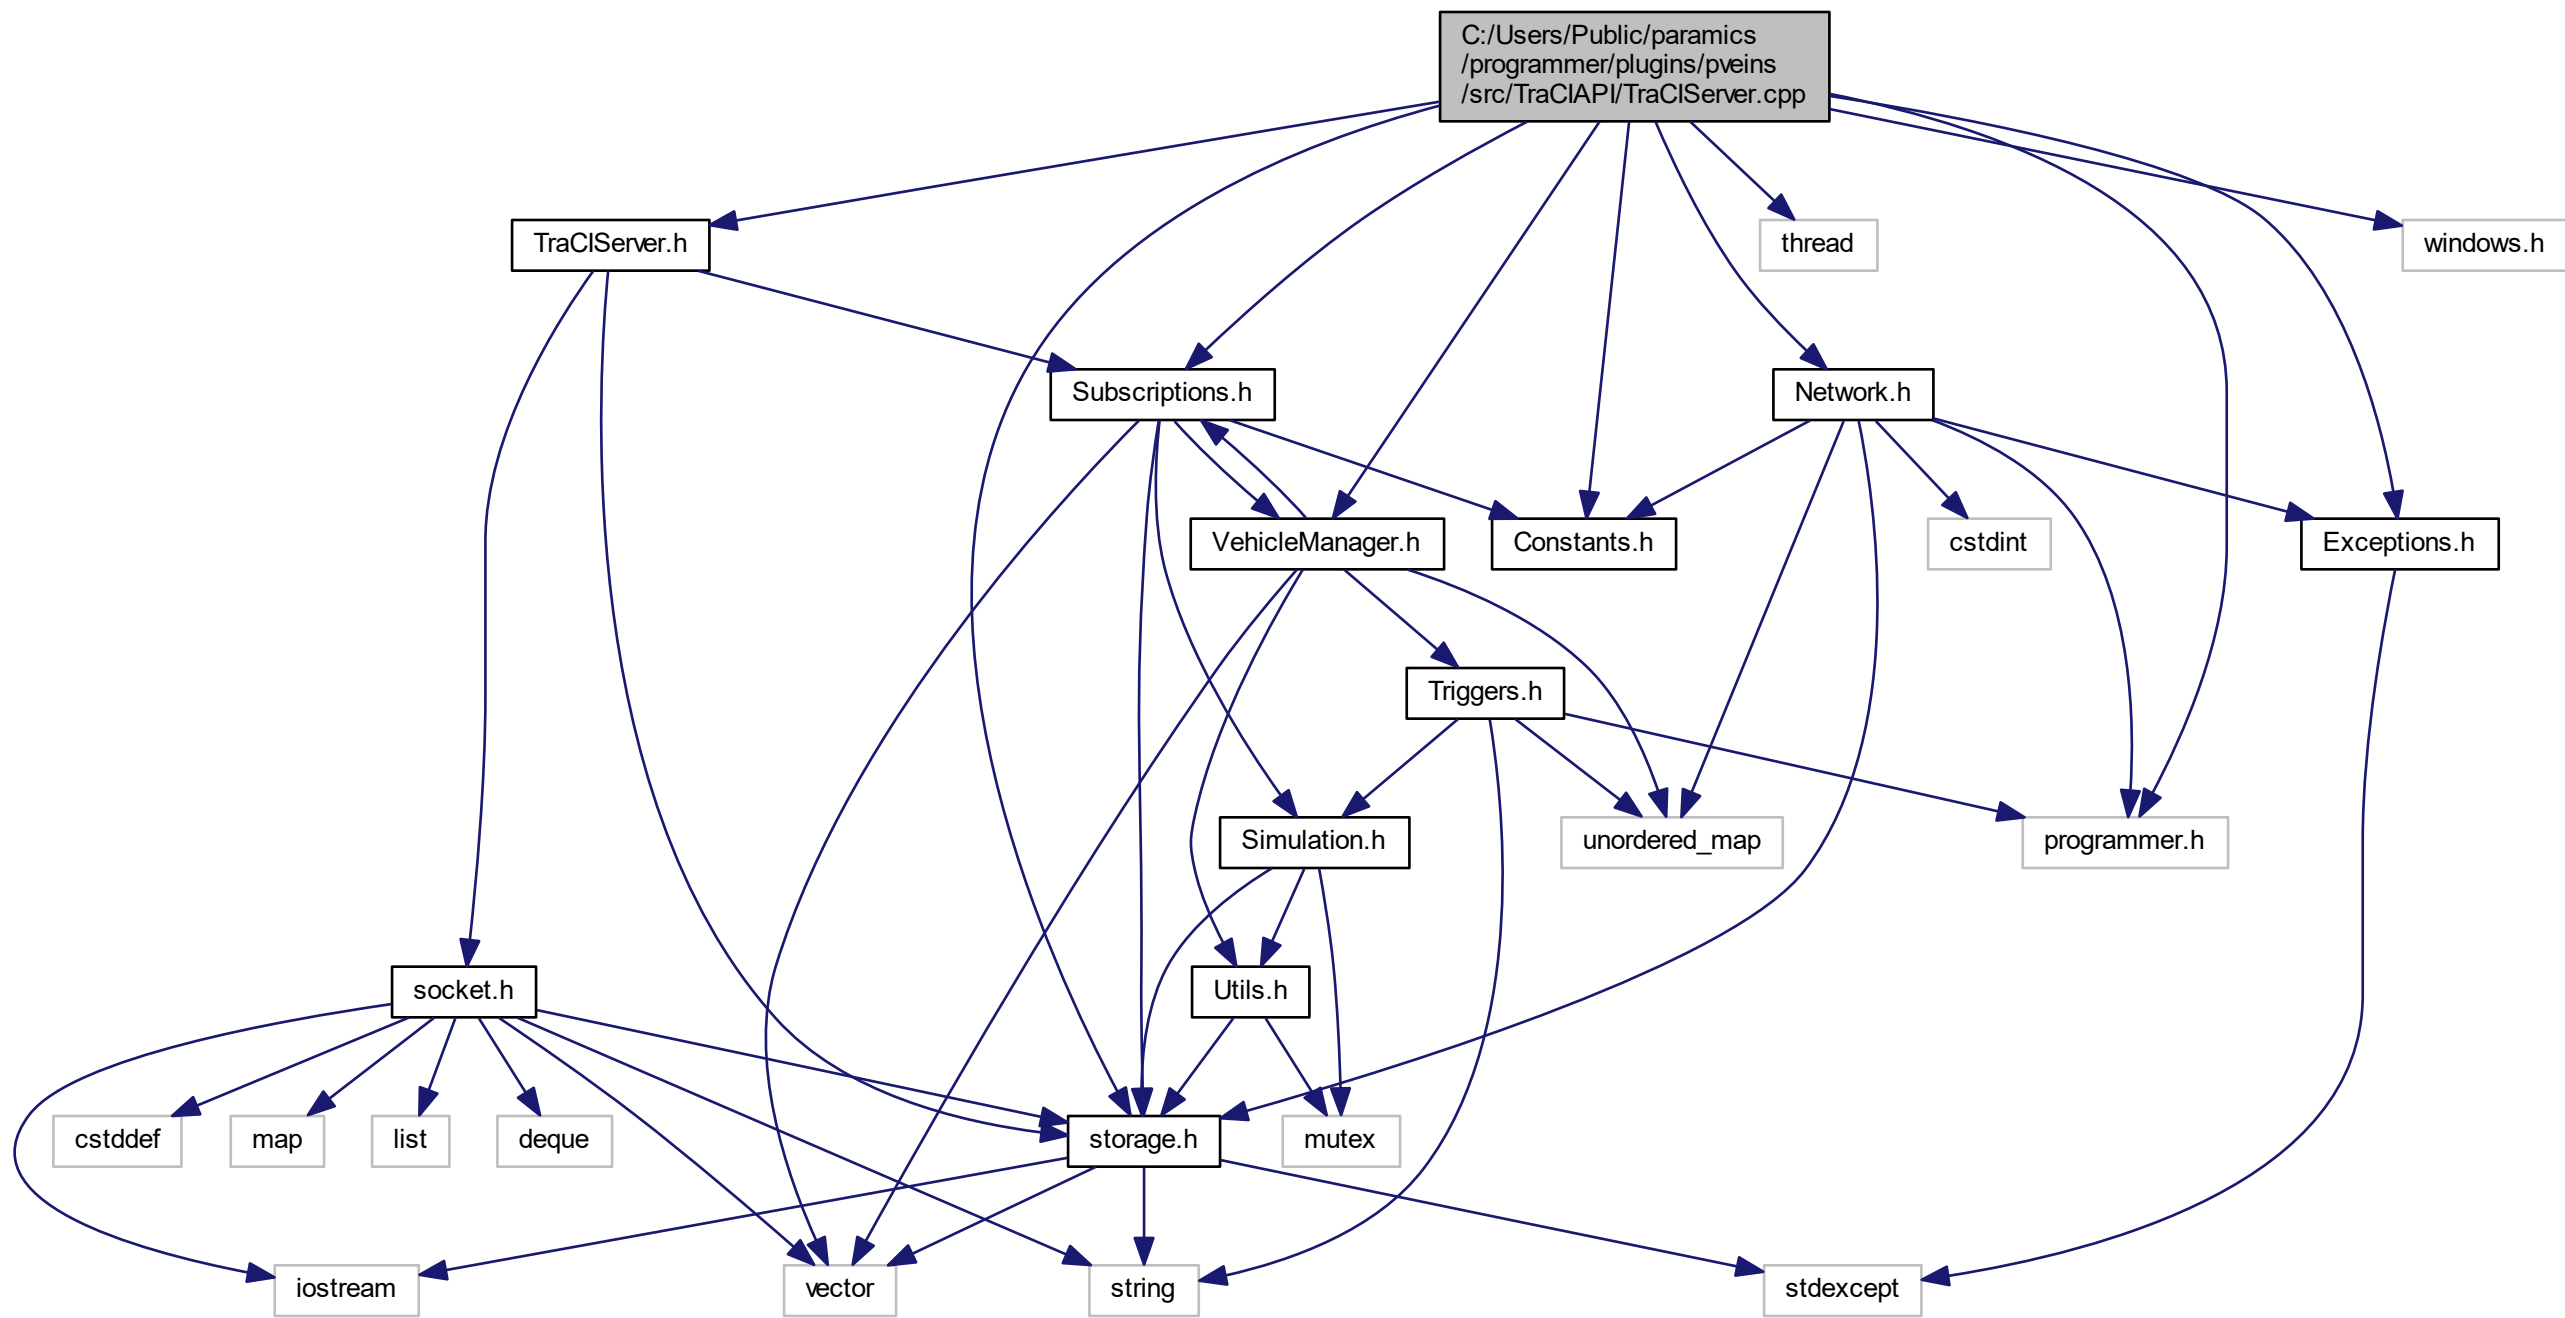 C:/Users/Public/paramics
/programmer/plugins/pveins
/src/TraCIAPI/TraCIServer.cpp
TraCIServer.h
thread
windows.h
Subscriptions.h
Network.h
VehicleManager.h
Constants.h
cstdint
Exceptions.h
Triggers.h
Simulation.h
unordered_map
programmer.h
socket.h
Utils.h
cstddef
map
list
deque
storage.h
mutex
iostream
vector
string
stdexcept